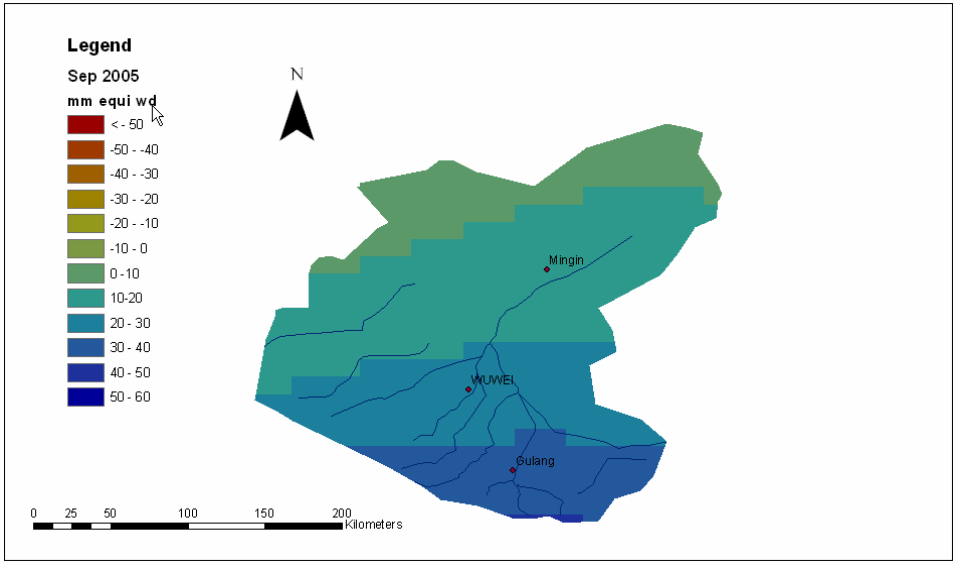 Legend
Sep 2005
mm equi wd
< - 50
-50 - -40
-40 - -30
-30 - -20
-20 - -10
-10 - 0
0 -10
10-20
20 - 30
30 - 40
40 - 50
50 - 60
N
Mingin
WUWEI
Gulang
0 25 50 100 150 200
Kilometers